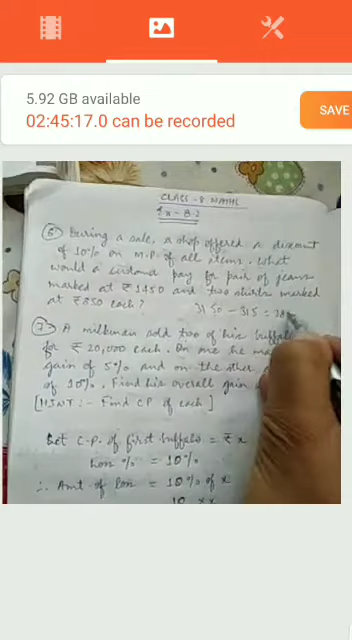 5.92 GB available
02:45:17.0 can be recorded
SAVE
CLASS - 8 MATHS
Ex - 8.2
6 During a sale, a shop offered a discount
of 10% on M.P. of all items. What
would a customer pay for pair of jeans
marked at ₹1450 and two shirts marked
at ₹850 each?
3150 - 315 = 28
7 A milkman sold two of his buffal
for ₹ 20,000 each. On one he ma
gain of 5% and on the other
of 10%. Find his overall gain
[HINT :- Find CP of each]
Let C.P. of first buffalo = ₹ x
Loss % = 10%
∴ Amt of loss = 10% of x
10